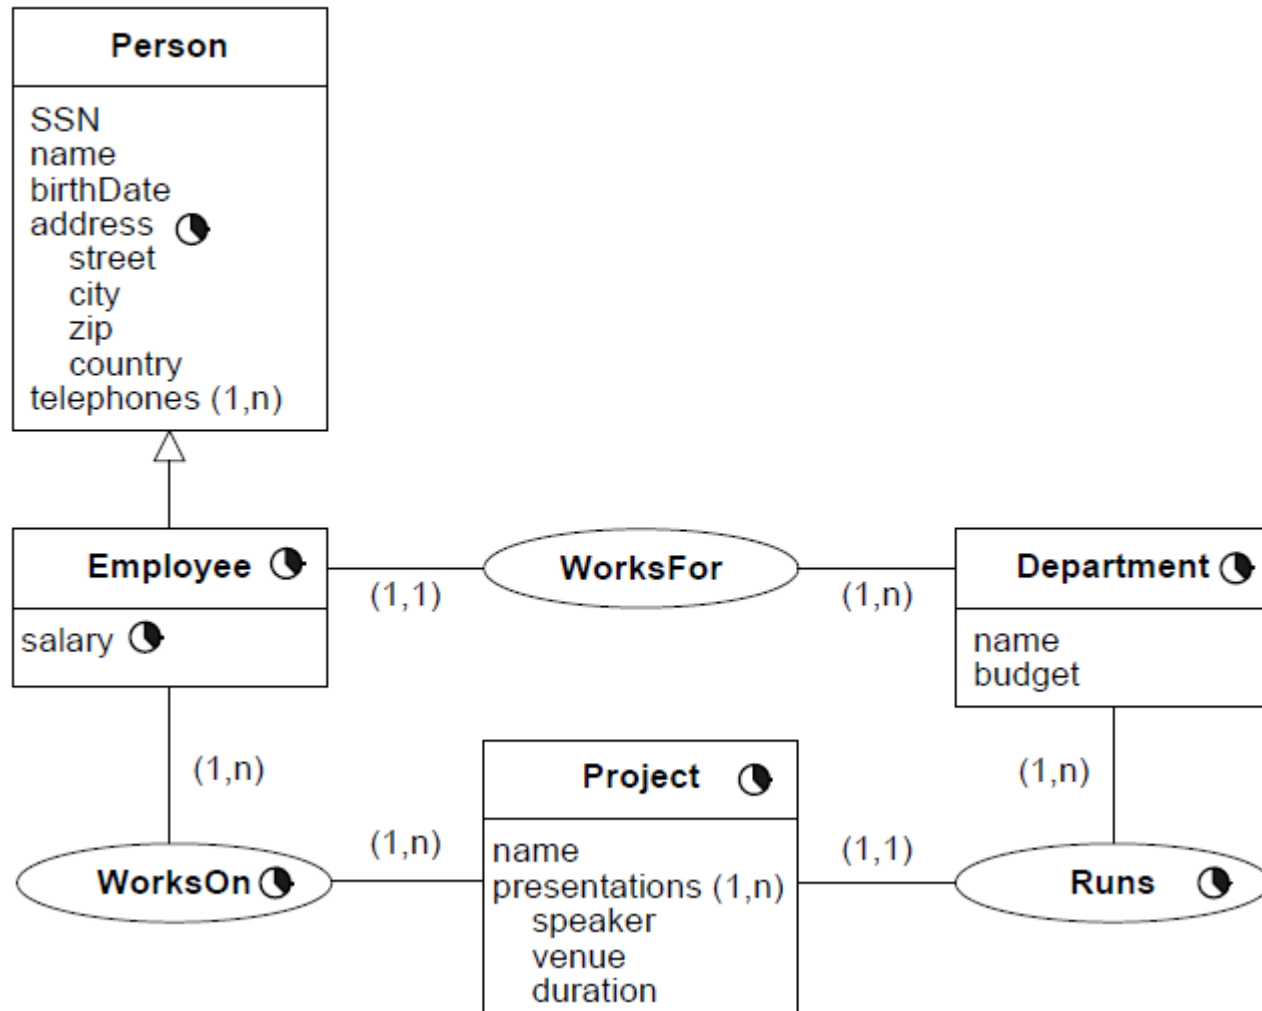 Person
SSN
name
birthDate
address
street
city
zip
country
telephones (1,n)
Employee
salary
(1,1)
WorksFor
(1,n)
Department
name
budget
(1,n)
WorksOn
(1,n)
Project
name
presentations (1,n)
speaker
venue
duration
(1,1)
(1,n)
Runs